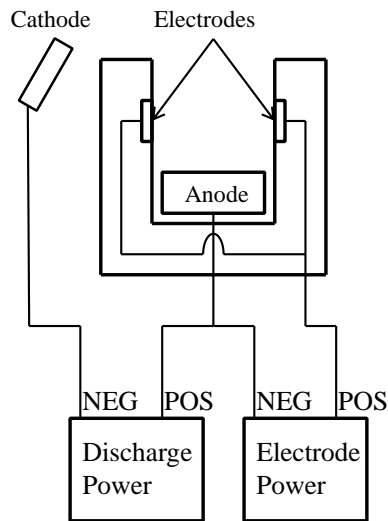 Cathode
Electrodes
Anode
NEG
POS
NEG
POS
Discharge
Power
Electrode
Power